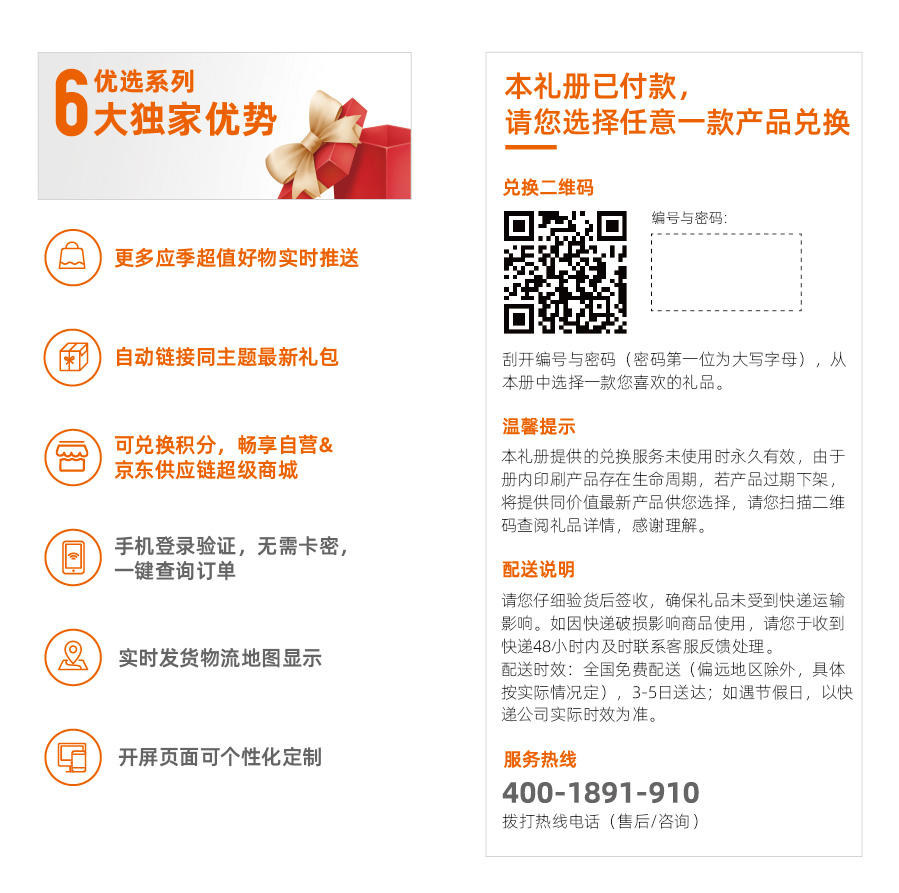 优选系列
6大独家优势
更多应季超值好物实时推送
自动链接同主题最新礼包
可兑换积分，畅享自营&
京东供应链超级商城
手机登录验证，无需卡密，
一键查询订单
实时发货物流地图显示
开屏页面可个性化定制
本礼册已付款，
请您选择任意一款产品兑换
兑换二维码
编号与密码:
刮开编号与密码（密码第一位为大写字母），从
本册中选择一款您喜欢的礼品。
温馨提示
本礼册提供的兑换服务未使用时永久有效，由于
册内印刷产品存在生命周期，若产品过期下架，
将提供同价值最新产品供您选择，请您扫描二维
码查阅礼品详情，感谢理解。
配送说明
请您仔细验货后签收，确保礼品未受到快递运输
影响。如因快递破损影响商品使用，请您于收到
快递48小时内及时联系客服反馈处理。
配送时效：全国免费配送（偏远地区除外，具体
按实际情况定），3-5日送达；如遇节假日，以快
递公司实际时效为准。
服务热线
400-1891-910
拨打热线电话（售后/咨询）